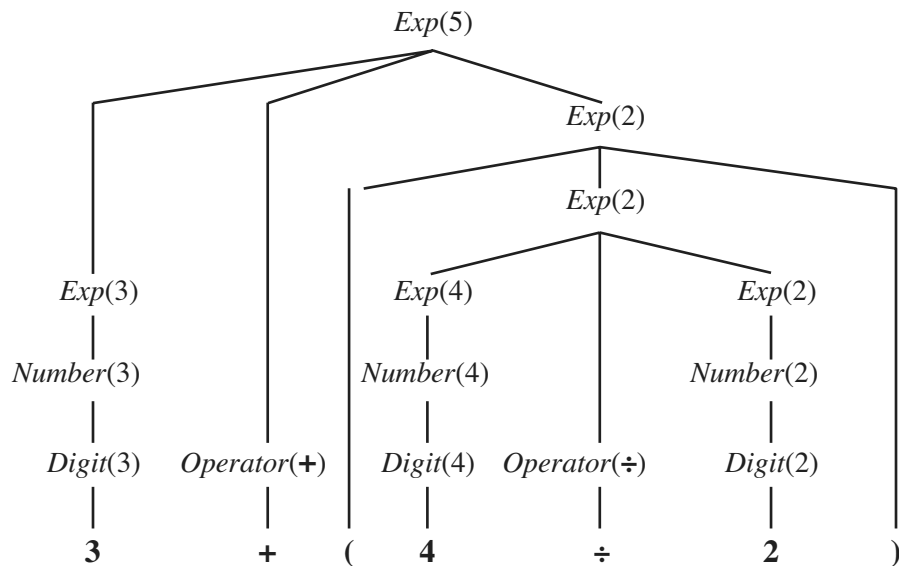 Exp(5)
Exp(2)
Exp(2)
Exp(3) Exp(4) Exp(2)
Number(3) Number(4) Number(2)
Digit(3) Operator(+) Digit(4) Operator(÷) Digit(2)
3 + ( 4 ÷ 2 )